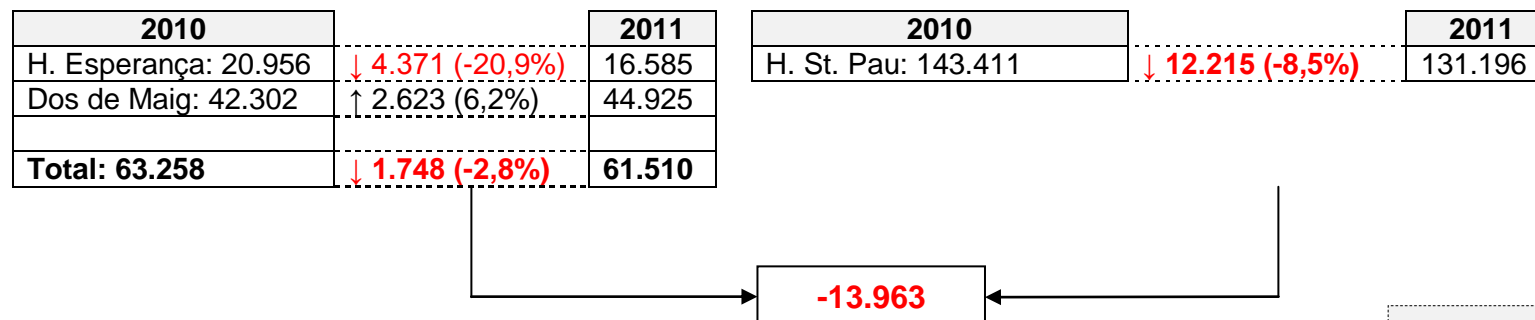 2010 2011
H. Esperança: 20.956 ↓ 4.371 (-20,9%) 16.585
Dos de Maig: 42.302 ↑ 2.623 (6,2%) 44.925
Total: 63.258 ↓ 1.748 (-2,8%) 61.510
2010 2011
H. St. Pau: 143.411 ↓ 12.215 (-8,5%) 131.196
-13.963